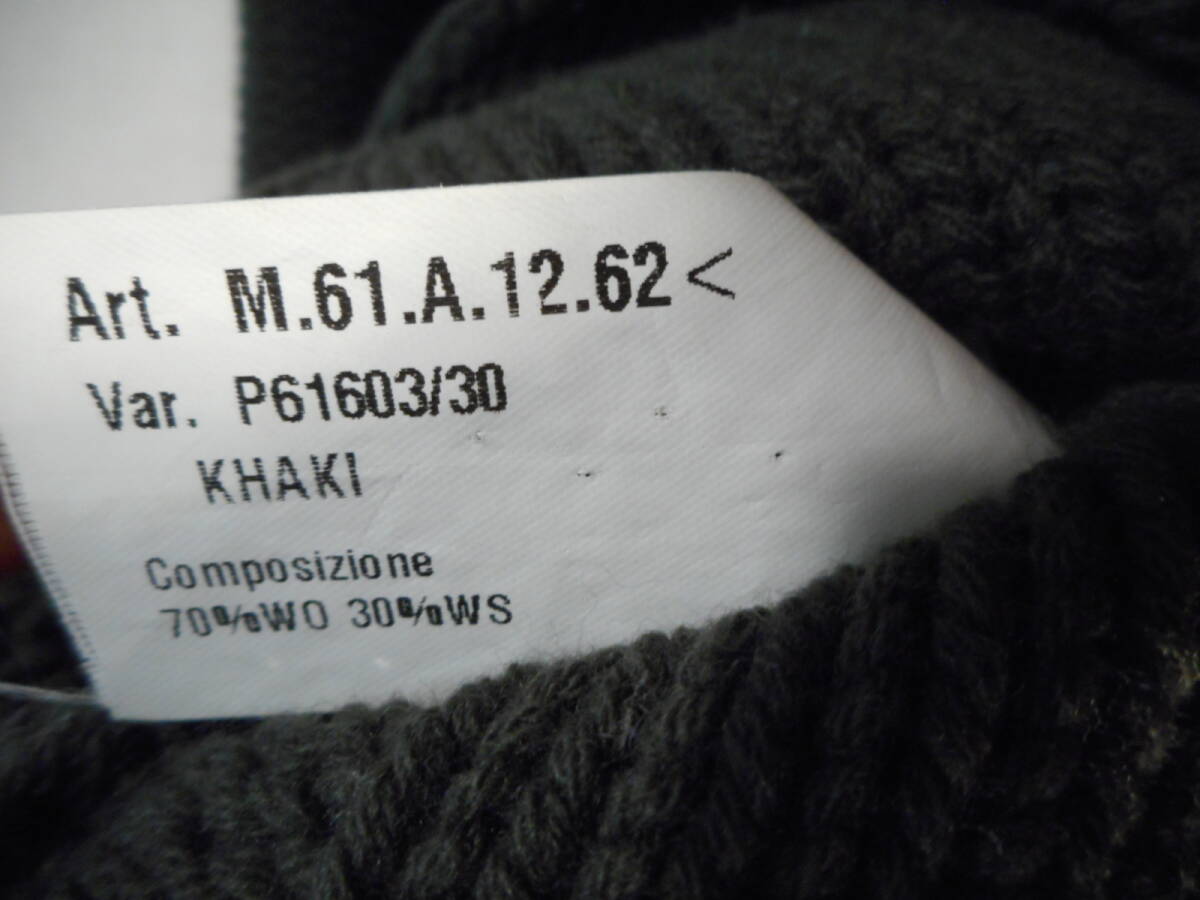 Art. M.61.A.12.62<
Var. P61603/30
KHAKI
Composizione
70%WO 30%WS